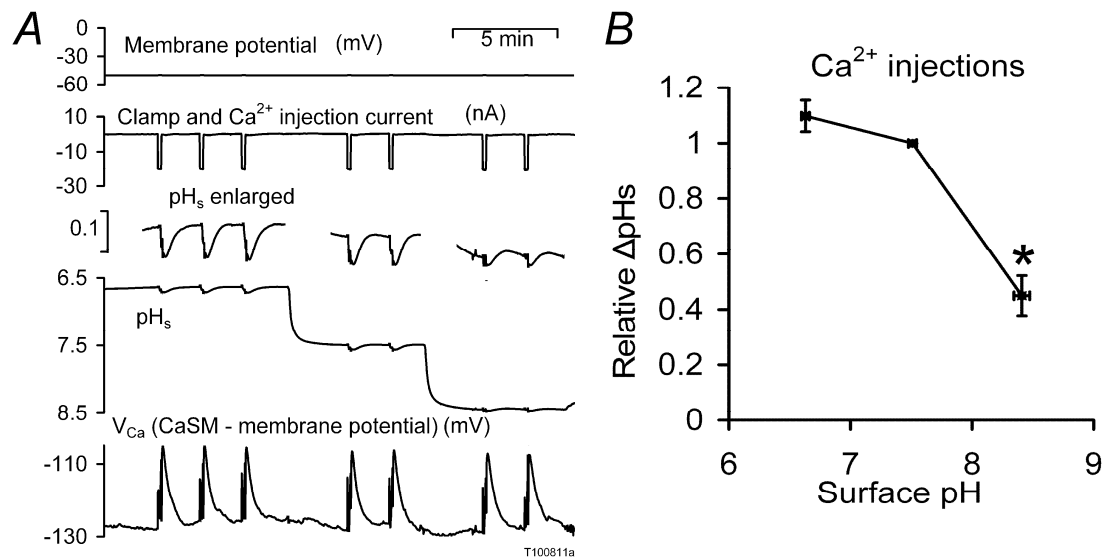 A
0
-30
-60
Membrane potential (mV)
5 min
10
-10
-30
Clamp and Ca²⁺ injection current (nA)
pHₛ enlarged
0.1
6.5
7.5
8.5
pHₛ
V_Ca (CaSM - membrane potential) (mV)
-110
-130
T100811a
B
Ca²⁺ injections
1.2
1
0.8
0.6
0.4
0.2
0
*
Relative ΔpHs
6 7 8 9
Surface pH